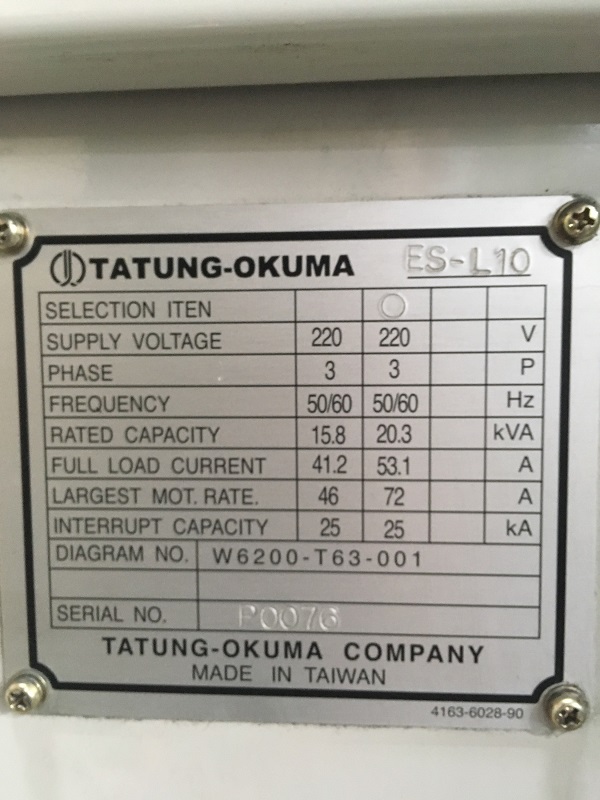 TATUNG-OKUMA ES-L10
SELECTION ITEN ○
SUPPLY VOLTAGE 220 220 V
PHASE 3 3 P
FREQUENCY 50/60 50/60 Hz
RATED CAPACITY 15.8 20.3 kVA
FULL LOAD CURRENT 41.2 53.1 A
LARGEST MOT. RATE. 46 72 A
INTERRUPT CAPACITY 25 25 kA
DIAGRAM NO. W6200-T63-001
SERIAL NO. P0076
TATUNG-OKUMA COMPANY
MADE IN TAIWAN
4163-6028-90